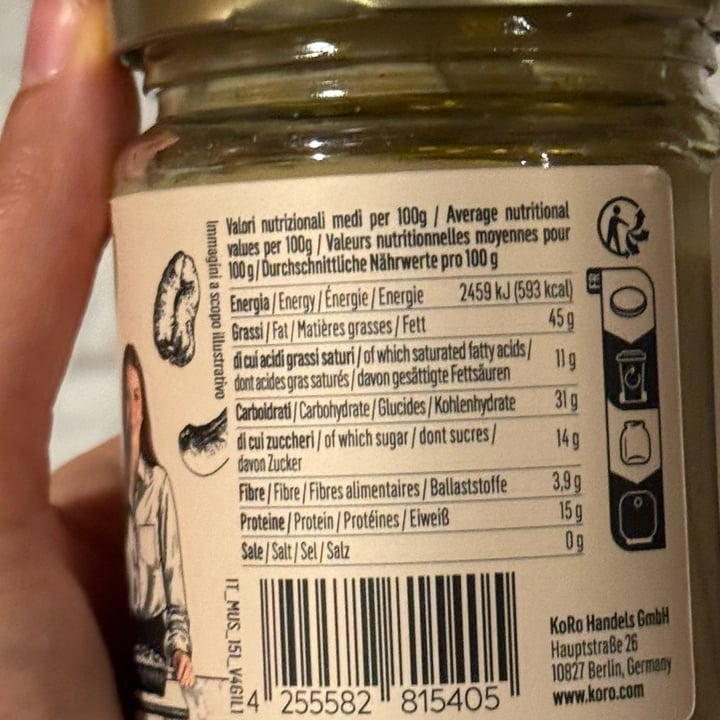 Valori nutrizionali medi per 100g / Average nutritional
values per 100g / Valeurs nutritionnelles moyennes pour
100 g / Durchschnittliche Nährwerte pro 100 g
Energia / Energy / Énergie / Energie 2459 kJ (593 kcal)
Grassi / Fat / Matières grasses / Fett 45 g
di cui acidi grassi saturi / of which saturated fatty acids /
dont acides gras saturés / davon gesättigte Fettsäuren 11 g
Carboidrati / Carbohydrate / Glucides / Kohlenhydrate 31 g
di cui zuccheri / of which sugar / dont sucres /
davon Zucker 14 g
Fibre / Fibre / Fibres alimentaires / Ballaststoffe 3,9 g
Proteine / Protein / Protéines / Eiweiß 15 g
Sale / Salt / Sel / Salz 0 g
Immagini a scopo illustrativo
FR
4 255582 815405
KoRo Handels GmbH
Hauptstraße 26
10827 Berlin, Germany
www.koro.com